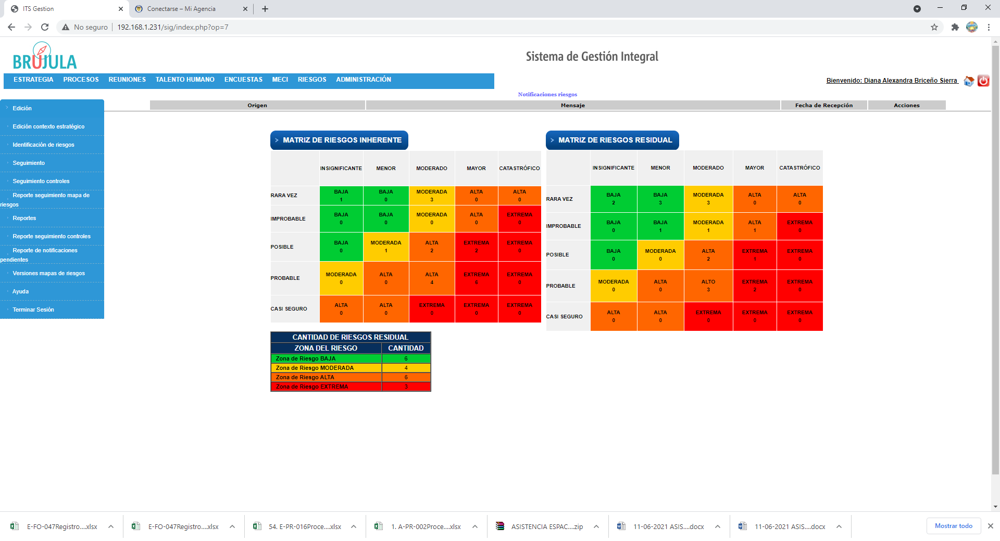 ITS Gestion
Conectarse – Mi Agencia
No seguro
192.168.1.231/sig/index.php?op=7
BRUJULA
Sistema de Gestión Integral
ESTRATEGIA PROCESOS REUNIONES TALENTO HUMANO ENCUESTAS MECI RIESGOS ADMINISTRACIÓN
Bienvenido: Diana Alexandra Briceño Sierra
Notificaciones riesgos
Origen Mensaje Fecha de Recepción Acciones
Edición
Edición contexto estratégico
Identificación de riesgos
Seguimiento
Seguimiento controles
Reporte seguimiento mapa de
riesgos
Reportes
Reporte seguimiento controles
Reporte de notificaciones
pendientes
Versiones mapas de riesgos
Ayuda
Terminar Sesión
> MATRIZ DE RIESGOS INHERENTE
INSIGNIFICANTE MENOR MODERADO MAYOR CATASTRÓFICO
RARA VEZ
BAJA BAJA MODERADA ALTA ALTA
1 0 3 0 0
IMPROBABLE
BAJA BAJA MODERADA ALTA EXTREMA
0 0 0 0 0
POSIBLE
BAJA MODERADA ALTA EXTREMA EXTREMA
0 1 2 2 0
PROBABLE
MODERADA ALTA ALTA EXTREMA EXTREMA
0 0 4 6 0
CASI SEGURO
ALTA ALTA EXTREMA EXTREMA EXTREMA
0 0 0 0 0
> MATRIZ DE RIESGOS RESIDUAL
INSIGNIFICANTE MENOR MODERADO MAYOR CATASTRÓFICO
RARA VEZ
BAJA BAJA MODERADA ALTA ALTA
2 3 3 0 0
IMPROBABLE
BAJA BAJA MODERADA ALTA EXTREMA
0 1 1 1 0
POSIBLE
BAJA MODERADA ALTA EXTREMA EXTREMA
0 0 2 1 0
PROBABLE
MODERADA ALTA ALTO EXTREMA EXTREMA
0 0 3 2 0
CASI SEGURO
ALTA ALTA EXTREMA EXTREMA EXTREMA
0 0 0 0 0
CANTIDAD DE RIESGOS RESIDUAL
ZONA DEL RIESGO CANTIDAD
Zona de Riesgo BAJA 6
Zona de Riesgo MODERADA 4
Zona de Riesgo ALTA 6
Zona de Riesgo EXTREMA 3
E-FO-047Registro....xlsx
E-FO-047Registro....xlsx
54. E-PR-016Proce....xlsx
1. A-PR-002Proce....xlsx
ASISTENCIA ESPAC....zip
11-06-2021 ASIS....docx
11-06-2021 ASIS....docx
Mostrar todo